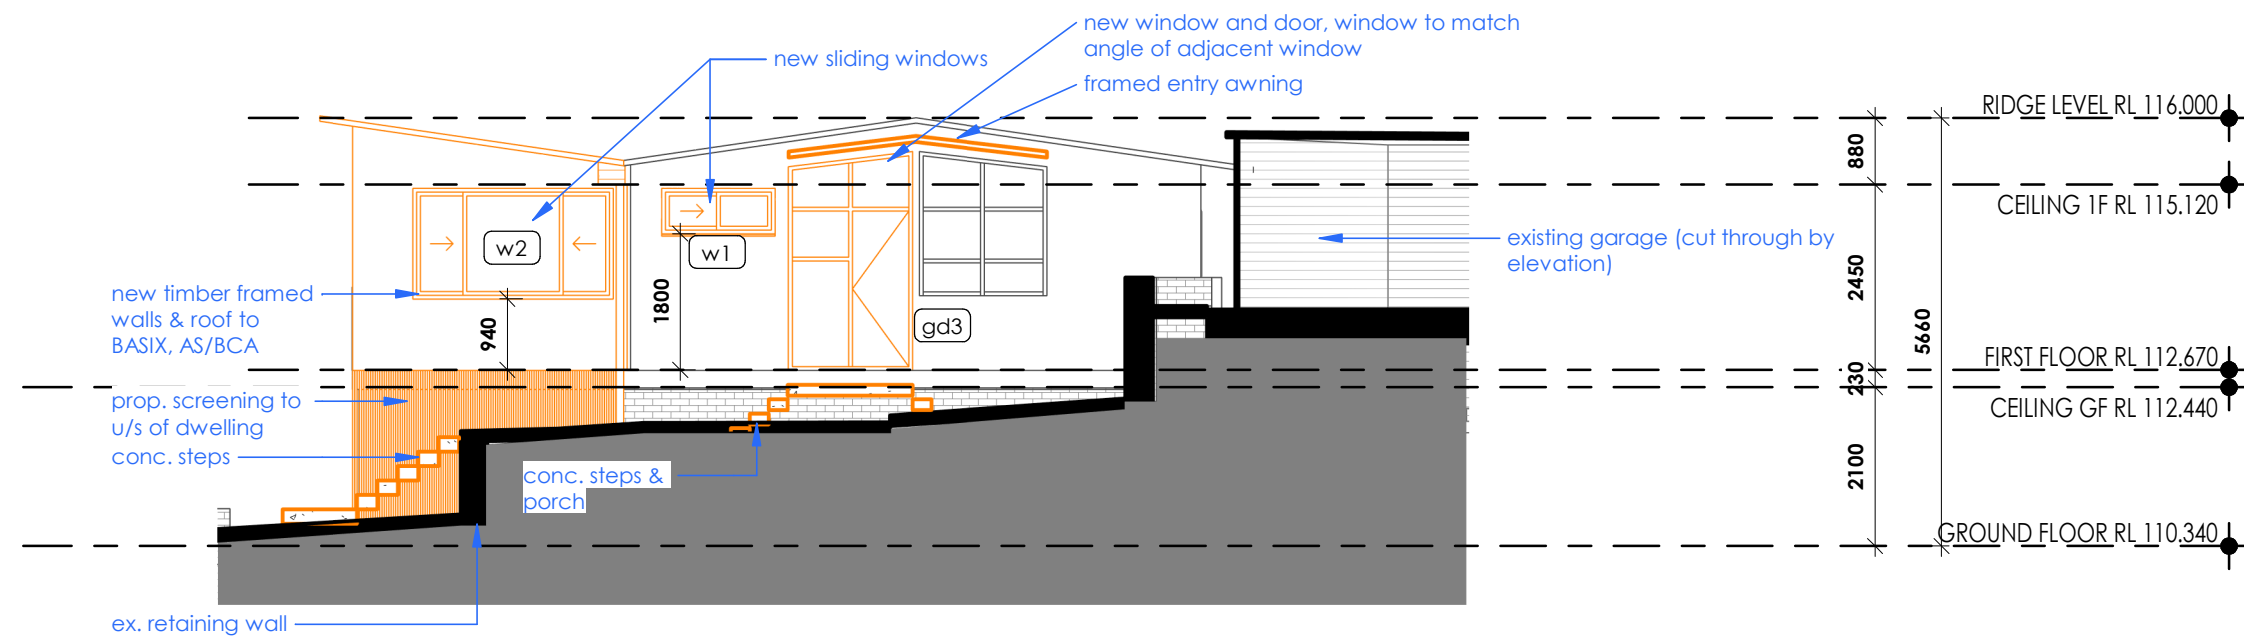 new window and door, window to match
angle of adjacent window
new sliding windows
framed entry awning
RIDGE LEVEL RL 116.000
880
CEILING 1F RL 115.120
w2
w1
existing garage (cut through by
elevation)
new timber framed
walls & roof to
BASIX, AS/BCA
940
1800
gd3
2450
5660
FIRST FLOOR RL 112.670
230
CEILING GF RL 112.440
prop. screening to
u/s of dwelling
conc. steps
conc. steps &
porch
2100
GROUND FLOOR RL 110.340
ex. retaining wall